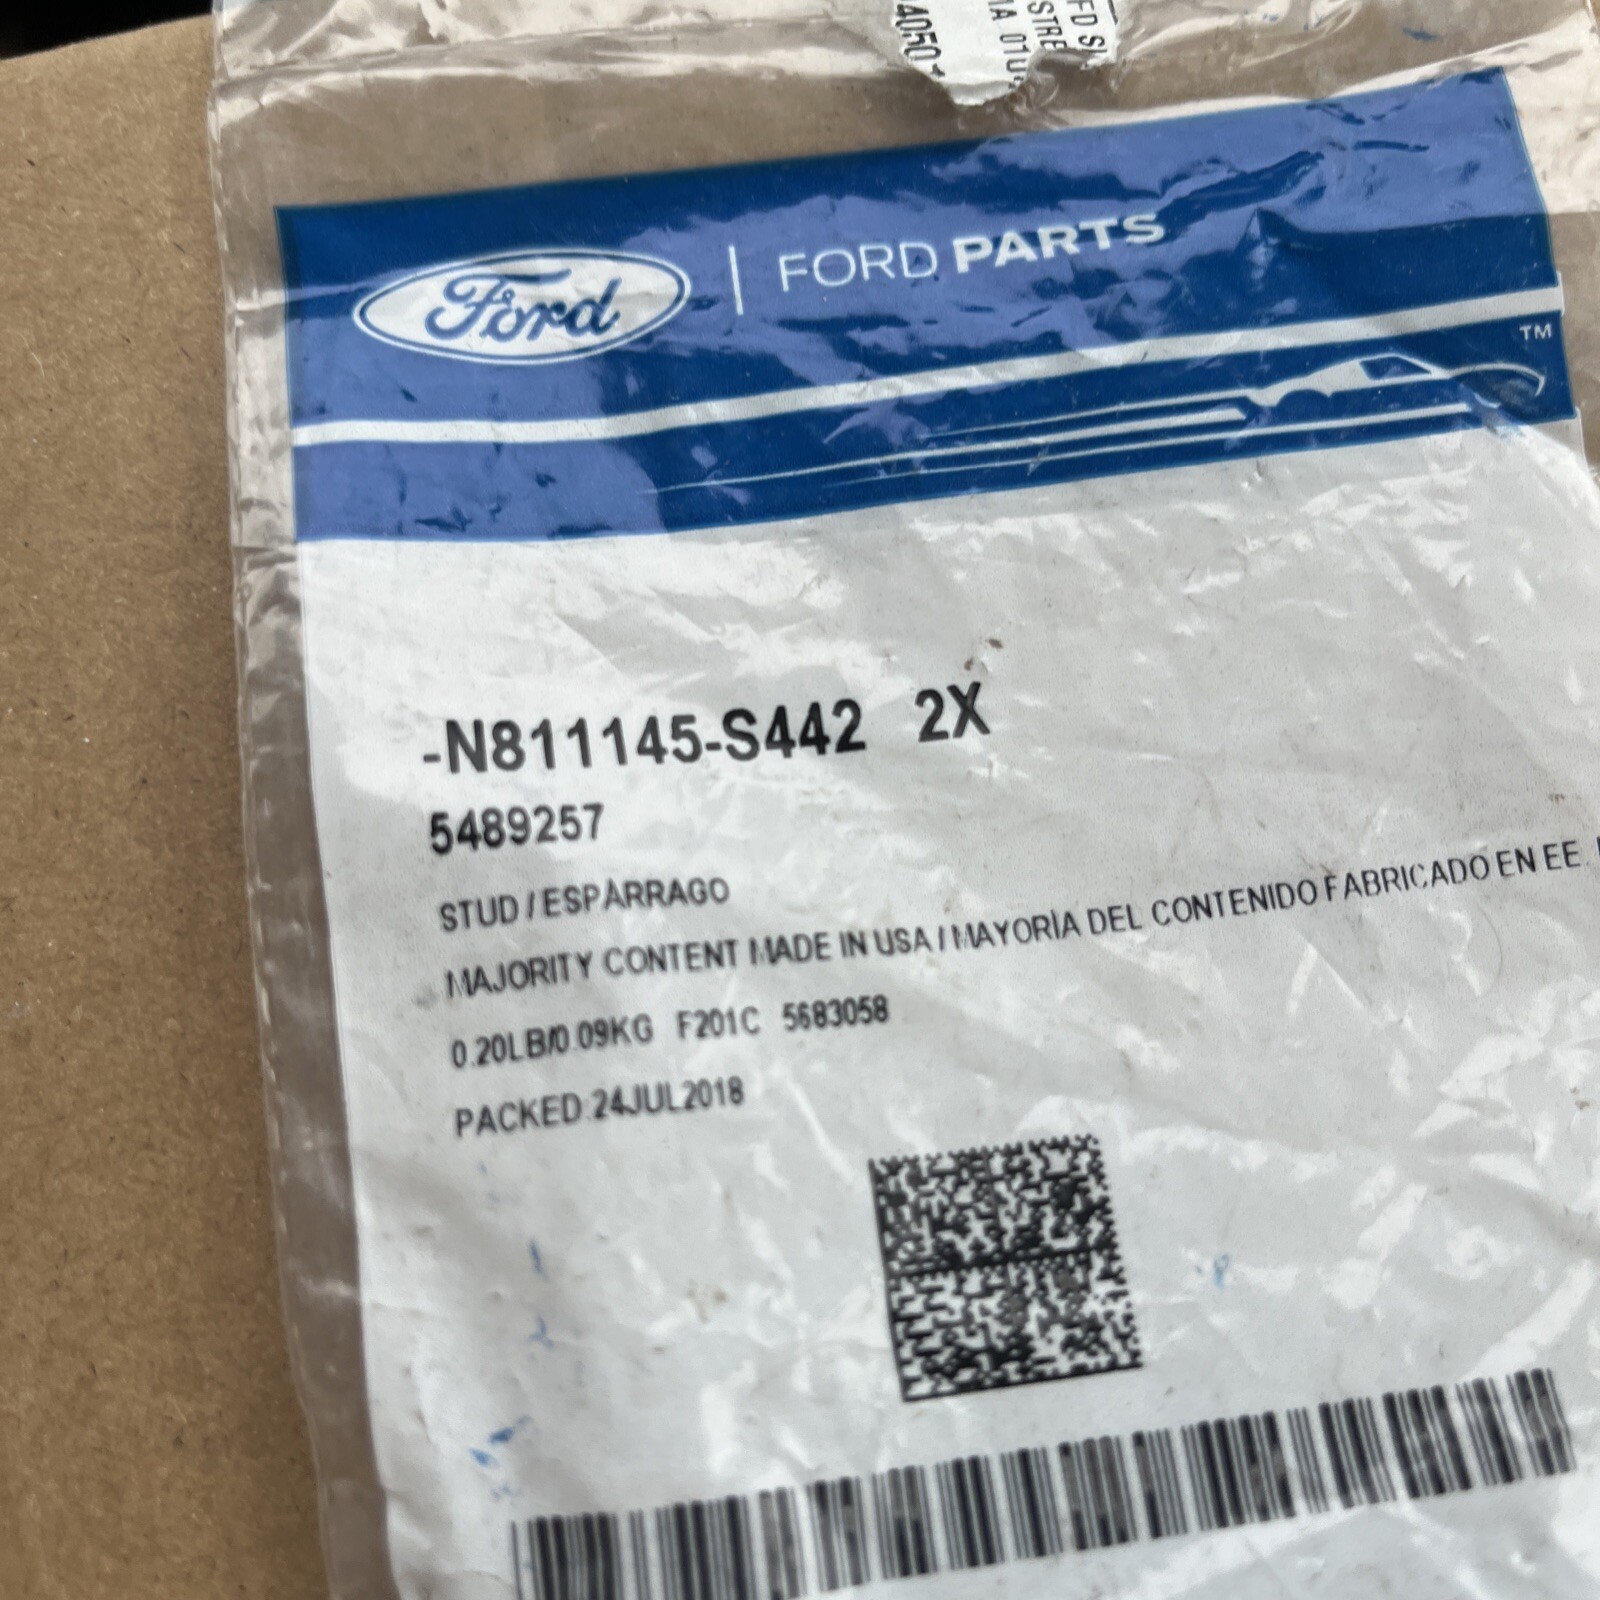 Ford
FORD PARTS
TM
-N811145-S442 2X
5489257
STUD / ESPÁRRAGO
MAJORITY CONTENT MADE IN USA / MAYORÍA DEL CONTENIDO FABRICADO EN EE.
0.20LB/0.09KG F201C 5683058
PACKED:24JUL2018